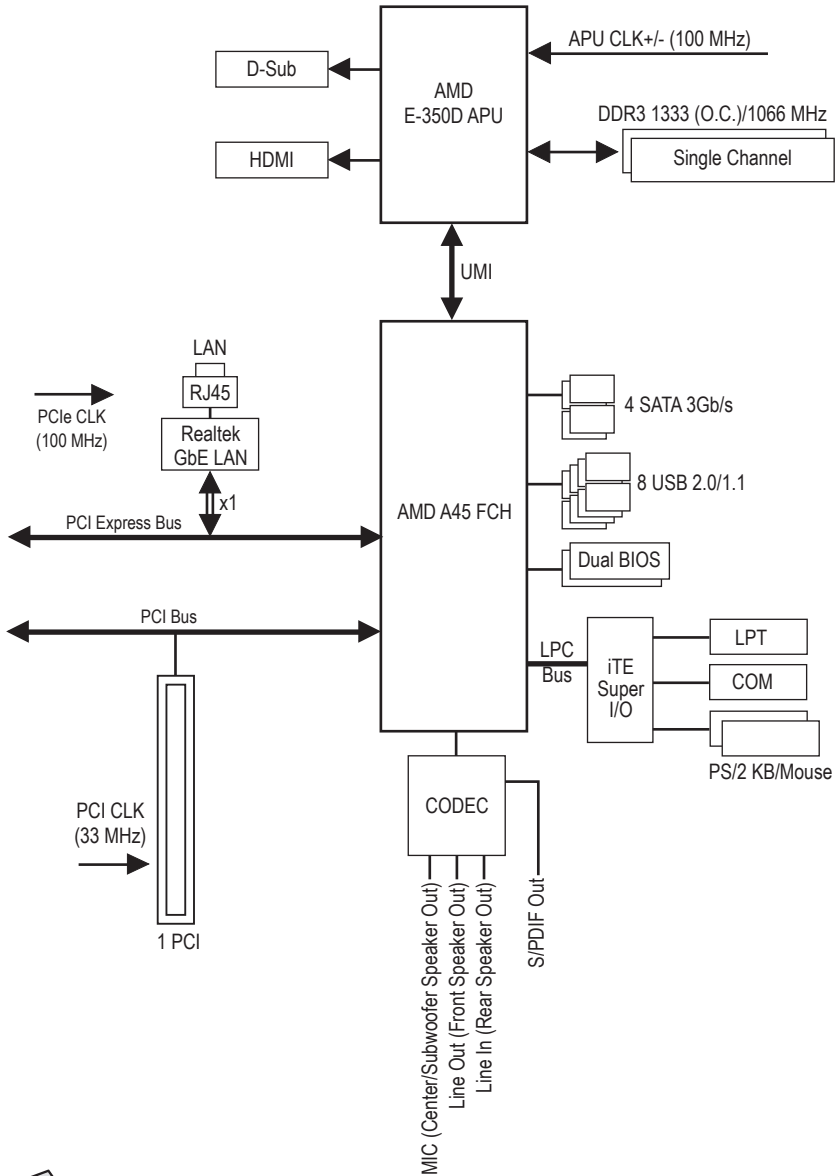 APU CLK+/- (100 MHz)
D-Sub
AMD
E-350D APU
DDR3 1333 (O.C.)/1066 MHz
HDMI
Single Channel
UMI
LAN
RJ45
PCIe CLK
(100 MHz)
Realtek
GbE LAN
x1
4 SATA 3Gb/s
8 USB 2.0/1.1
PCI Express Bus
AMD A45 FCH
Dual BIOS
PCI Bus
LPC
Bus
iTE
Super
I/O
LPT
COM
PS/2 KB/Mouse
CODEC
PCI CLK
(33 MHz)
1 PCI
MIC (Center/Subwoofer Speaker Out)
Line Out (Front Speaker Out)
Line In (Rear Speaker Out)
S/PDIF Out